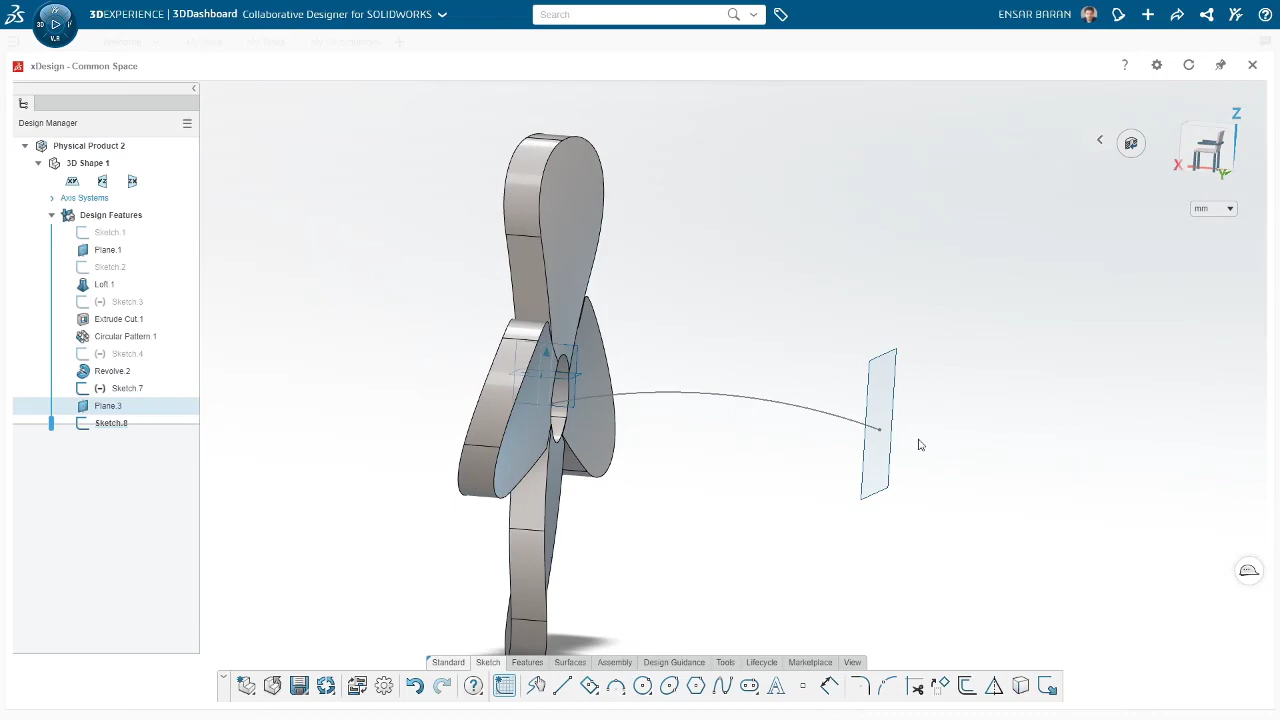 3DEXPERIENCE | 3DDashboard Collaborative Designer for SOLIDWORKS
Search
ENSAR BARAN
3D
V.R
xDesign - Common Space
Design Manager
Physical Product 2
3D Shape 1
XY YZ ZX
Axis Systems
Design Features
Sketch.1
Plane.1
Sketch.2
Loft.1
(-) Sketch.3
Extrude Cut.1
Circular Pattern.1
(-) Sketch.4
Revolve.2
(-) Sketch.7
Plane.3
Sketch.8
Z
X
Y
mm
Standard Sketch Features Surfaces Assembly Design Guidance Tools Lifecycle Marketplace View